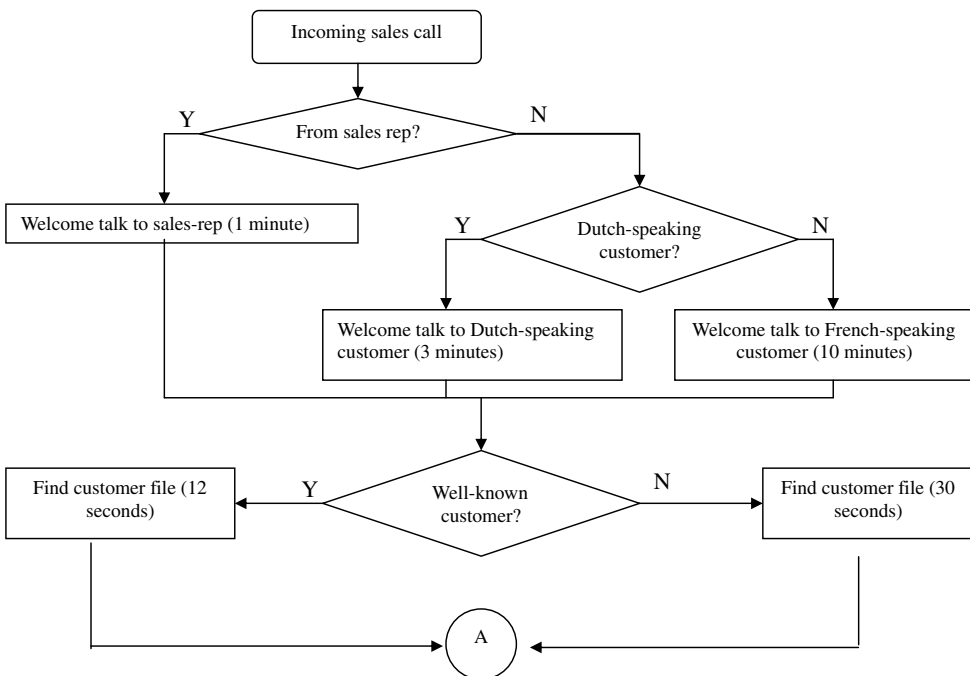 Incoming sales call
Y
From sales rep?
N
Welcome talk to sales-rep (1 minute)
Y
Dutch-speaking
customer?
N
Welcome talk to Dutch-speaking
customer (3 minutes)
Welcome talk to French-speaking
customer (10 minutes)
Find customer file (12
seconds)
Y
Well-known
customer?
N
Find customer file (30
seconds)
A